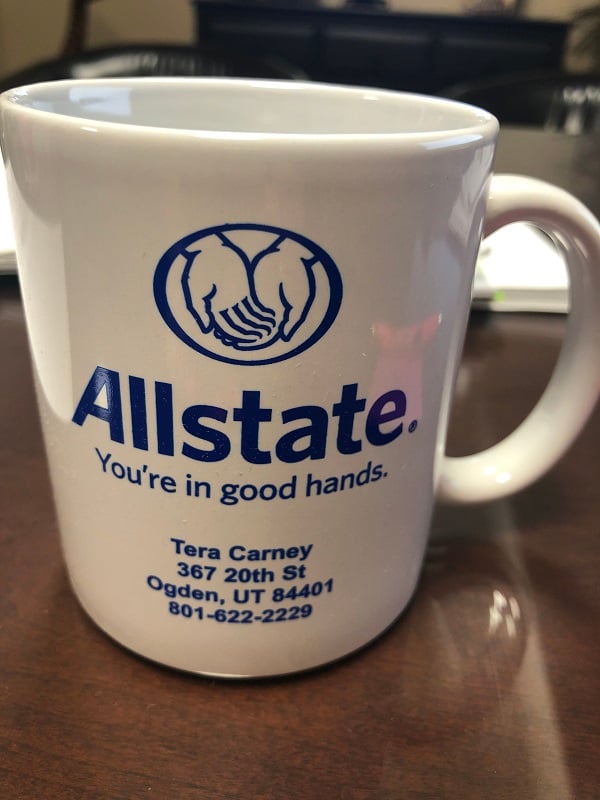 Allstate®
You're in good hands.
Tera Carney
367 20th St
Ogden, UT 84401
801-622-2229